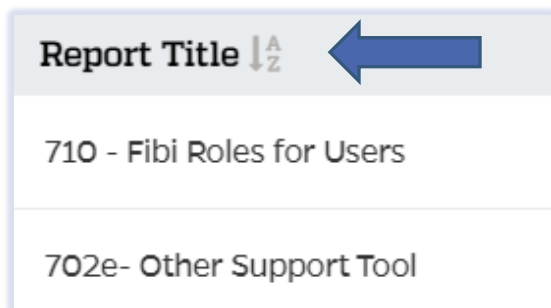 Report Title
710 - Fibi Roles for Users
702e- Other Support Tool